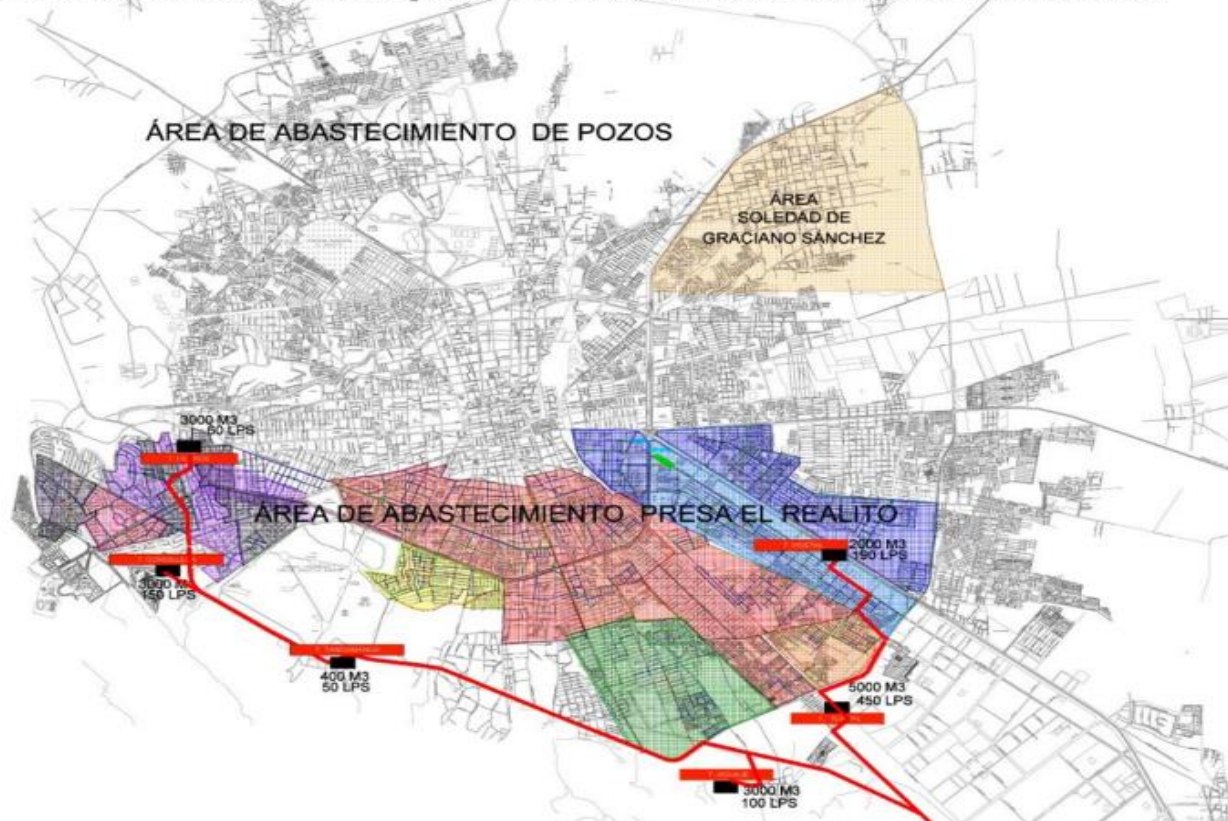 ÁREA DE ABASTECIMIENTO DE POZOS
ÁREA
SOLEDAD DE
GRACIANO SÁNCHEZ
3000 M3
60 LPS
ÁREA DE ABASTECIMIENTO PRESA EL REALITO
2000 M3
190 LPS
3000 M3
150 LPS
400 M3
50 LPS
5000 M3
450 LPS
3000 M3
100 LPS